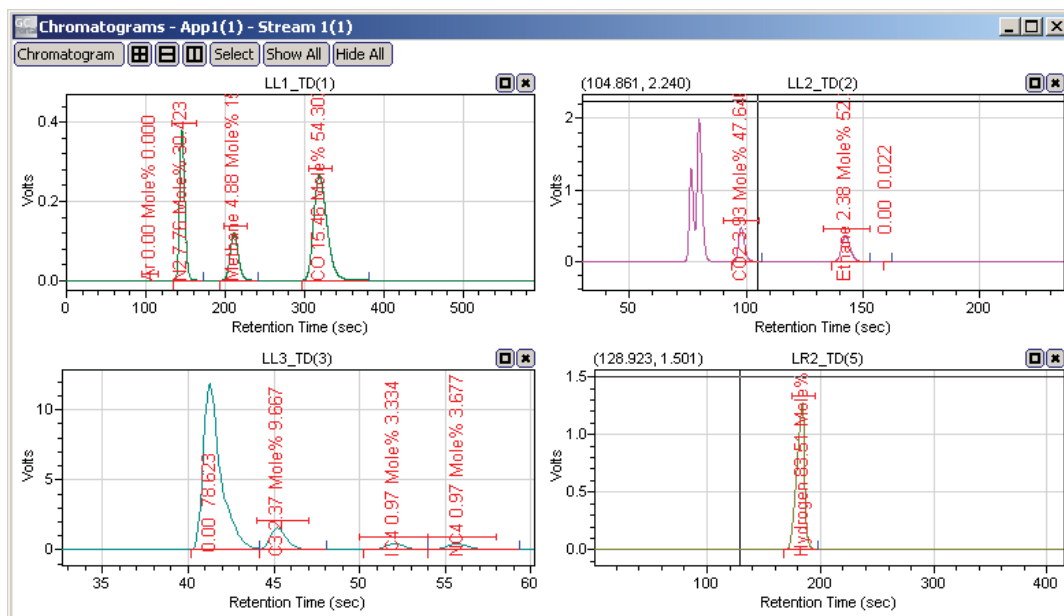 Chromatograms - App1(1) - Stream 1(1)
Chromatogram Select Show All Hide All
LL1_TD(1)
0.4
0.2
0.0
Volts
Ar 0.00 Mole% 0.000
N2 7.76 Mole% 30.423
Methane 4.88 Mole% 15
CO 15.46 Mole% 54.30
0 100 200 300 400 500
Retention Time (sec)
(104.861, 2.240) LL2_TD(2)
2
1
0
Volts
CO2 3.93 Mole% 47.64
Ethane 2.38 Mole% 52.
0.00 0.022
50 100 150 200
Retention Time (sec)
LL3_TD(3)
10
5
0
Volts
0.00 78.623
Mole% 9.667
0.97 Mole% 3.334
NC4 0.97 Mole% 3.677
35 40 45 50 55 60
Retention Time (sec)
(128.923, 1.501) LR2_TD(5)
1.5
1.0
0.5
0.0
Volts
Hydrogen 83.51 Mole%
100 200 300 400
Retention Time (sec)